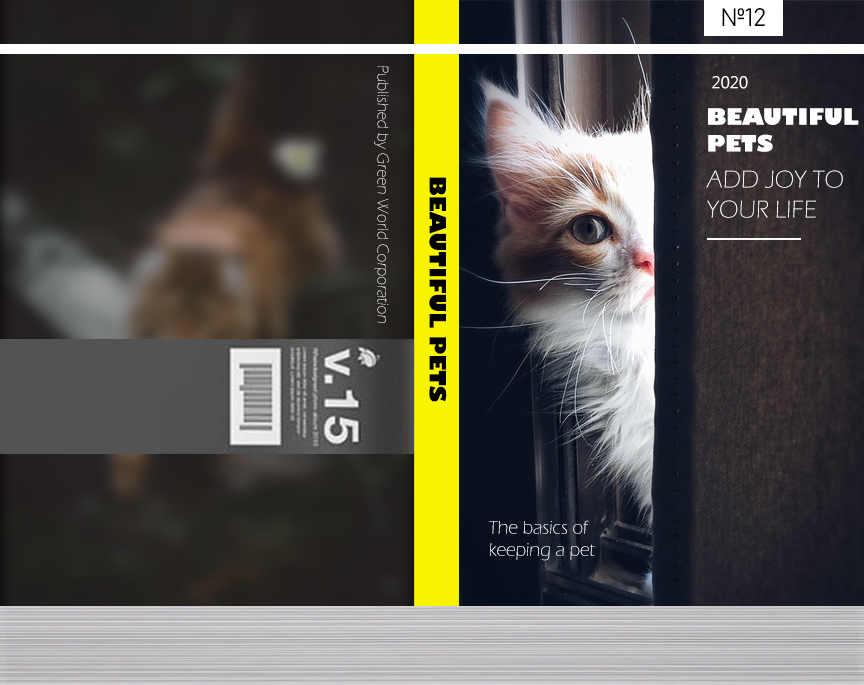 Published by Green World Corporation
v.15
BEAUTIFUL PETS
№12
2020
BEAUTIFUL
PETS
ADD JOY TO
YOUR LIFE
The basics of
keeping a pet